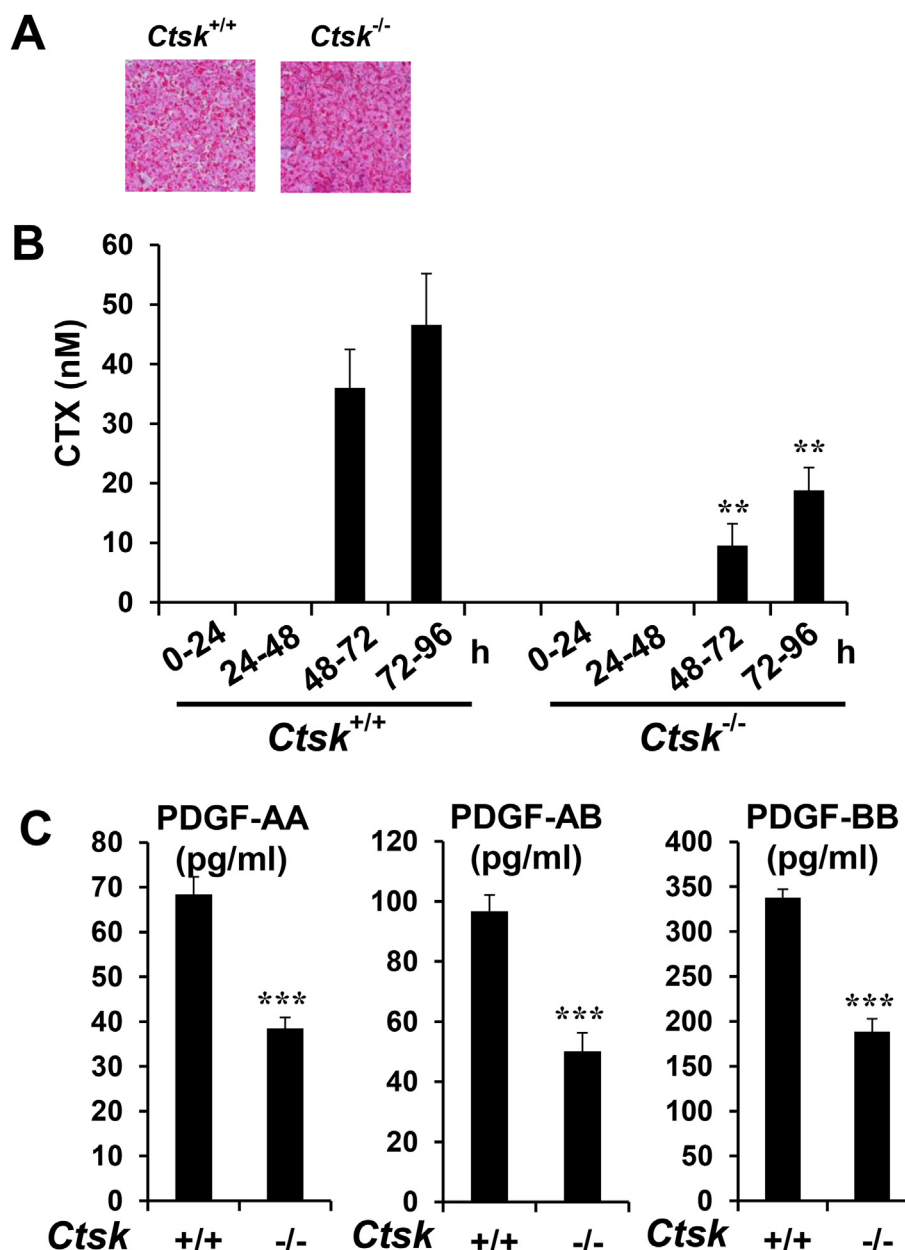 A
Ctsk+/+ Ctsk-/-
B
CTX (nM)
60
50
40
30
20
10
0
0-24 24-48 48-72 72-96 h 0-24 24-48 48-72 72-96 h
** **
Ctsk+/+ Ctsk-/-
C
PDGF-AA
(pg/ml)
80
70
60
50
40
30
20
10
0
***
PDGF-AB
(pg/ml)
120
100
80
60
40
20
0
***
PDGF-BB
(pg/ml)
400
350
300
250
200
150
100
50
0
***
Ctsk +/+ -/- Ctsk +/+ -/- Ctsk +/+ -/-